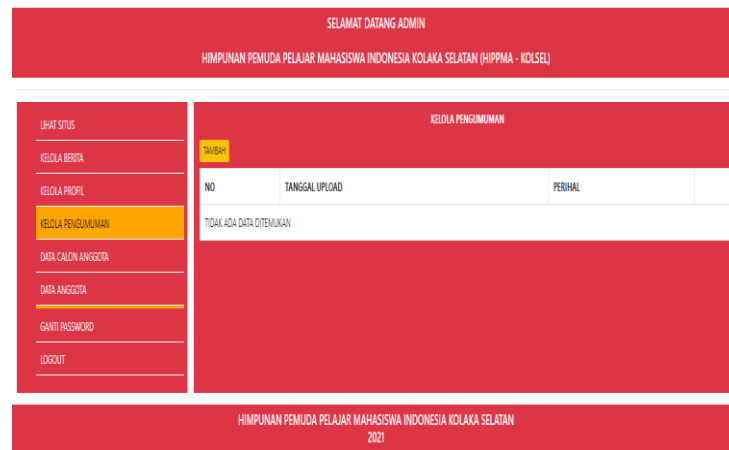 SELAMAT DATANG ADMIN
HIMPUNAN PEMUDA PELAJAR MAHASISWA INDONESIA KOLAKA SELATAN (HIPPMA - KOLSEL)
LIHAT SITUS
KELOLA BERITA
KELOLA PROFIL
KELOLA PENGUMUMAN
DATA CALON ANGGOTA
DATA ANGGOTA
GANTI PASSWORD
LOGOUT
KELOLA PENGUMUMAN
TAMBAH
NO TANGGAL UPLOAD PERIHAL
TIDAK ADA DATA DITEMUKAN
HIMPUNAN PEMUDA PELAJAR MAHASISWA INDONESIA KOLAKA SELATAN
2021